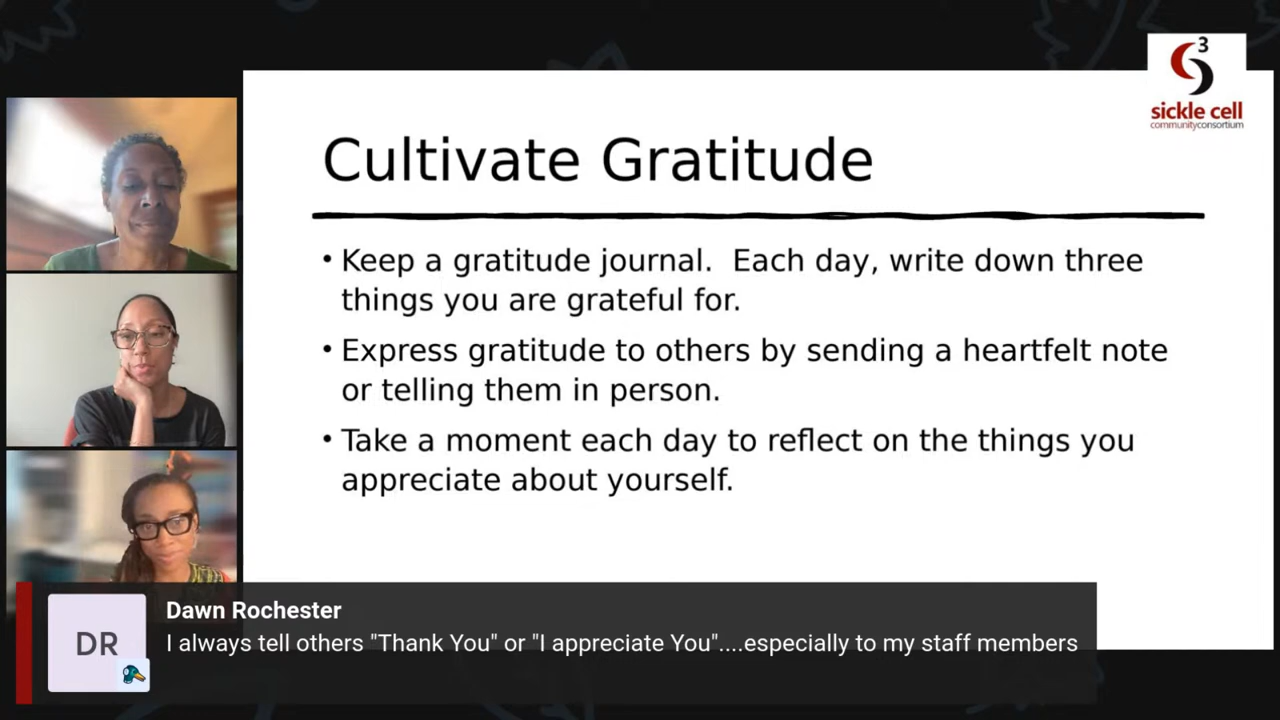 3
sickle cell
communityconsortium
Cultivate Gratitude
• Keep a gratitude journal.  Each day, write down three
things you are grateful for.
• Express gratitude to others by sending a heartfelt note
or telling them in person.
• Take a moment each day to reflect on the things you
appreciate about yourself.
DR
Dawn Rochester
I always tell others "Thank You" or "I appreciate You"....especially to my staff members